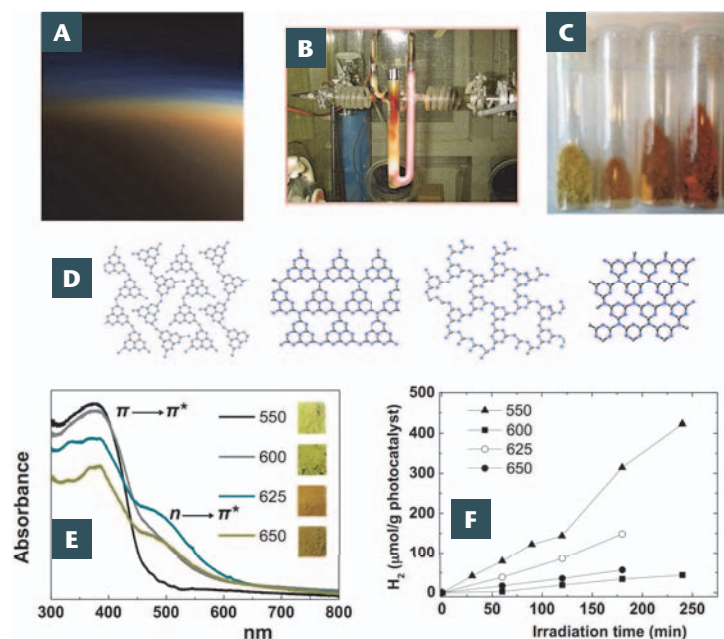 A
B
C
D
E
π → π*
n → π*
550
600
625
650
Absorbance
300 400 500 600 700 800
nm
F
550
600
625
650
H₂ (μmol/g photocatalyst)
500
400
300
200
100
50
0
0 50 100 150 200 250
Irradiation time (min)